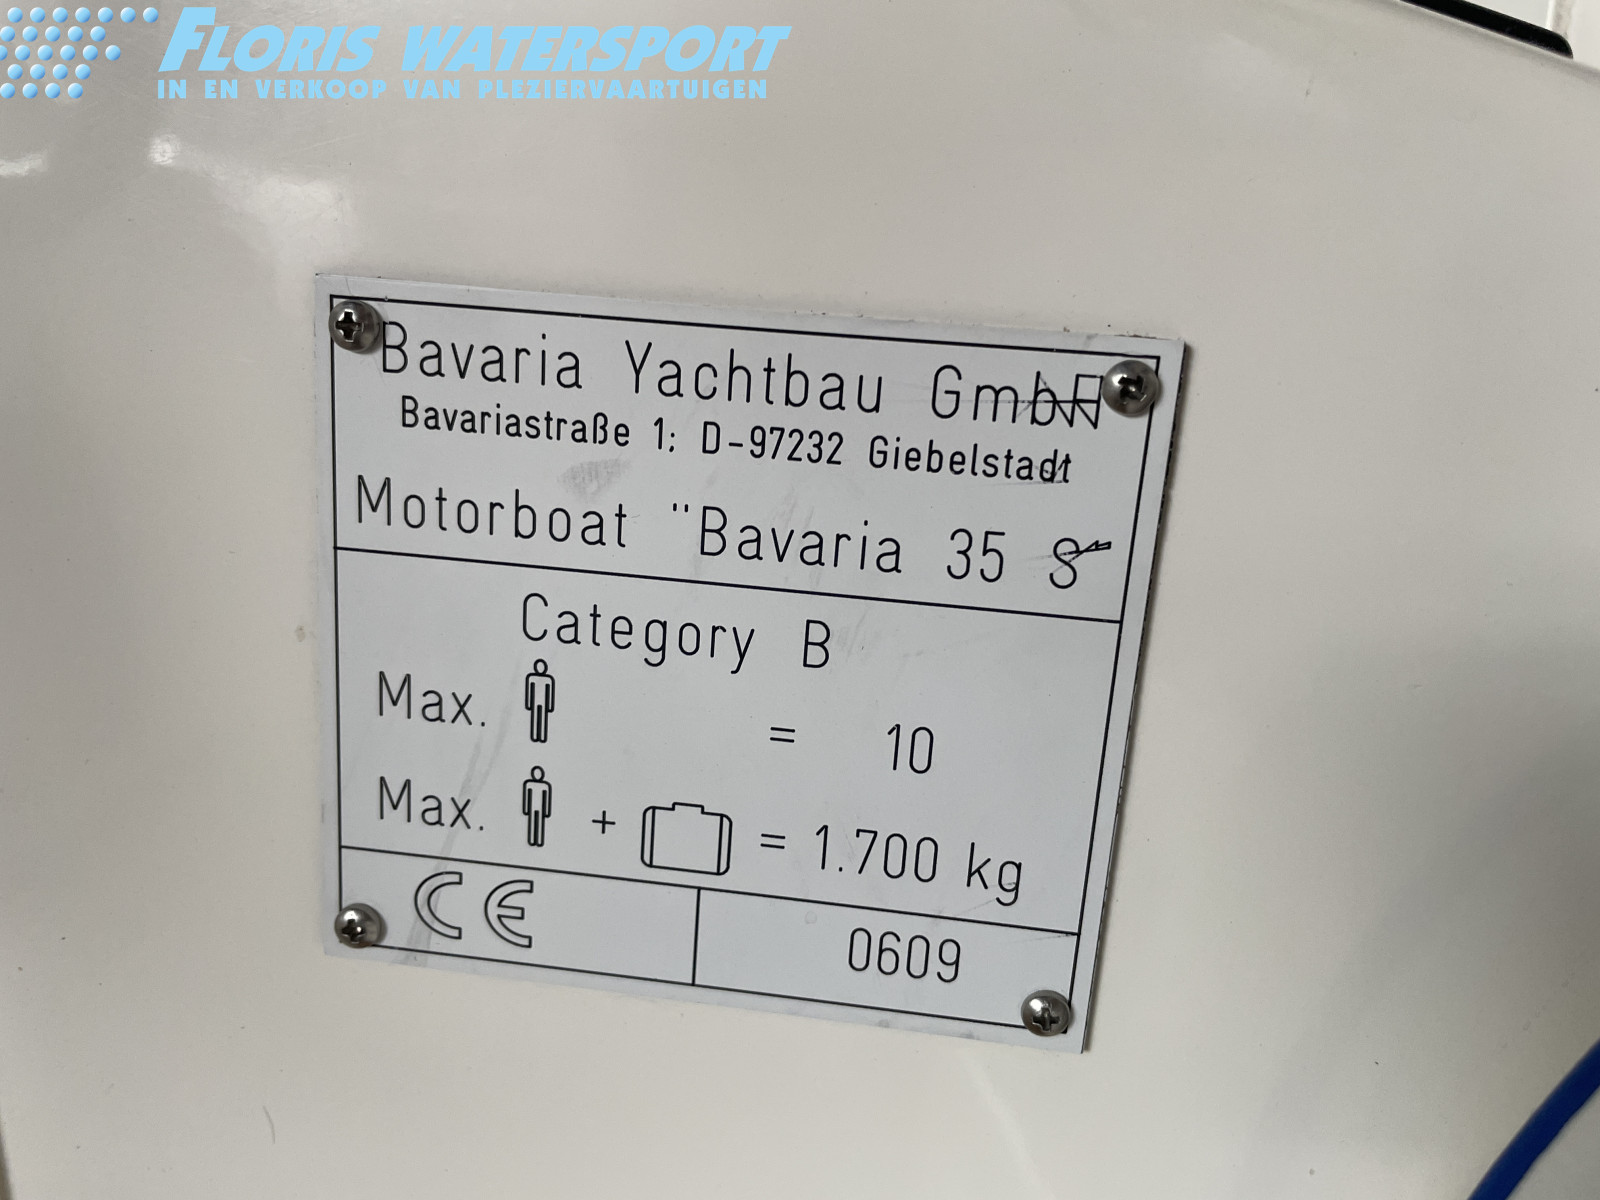 FLORIS WATERSPORT
IN EN VERKOOP VAN PLEZIERVAARTUIGEN
Bavaria Yachtbau GmbH
Bavariastraße 1; D-97232 Giebelstadt
Motorboat "Bavaria 35 S
Category B
Max. = 10
Max. + = 1.700 kg
CE 0609